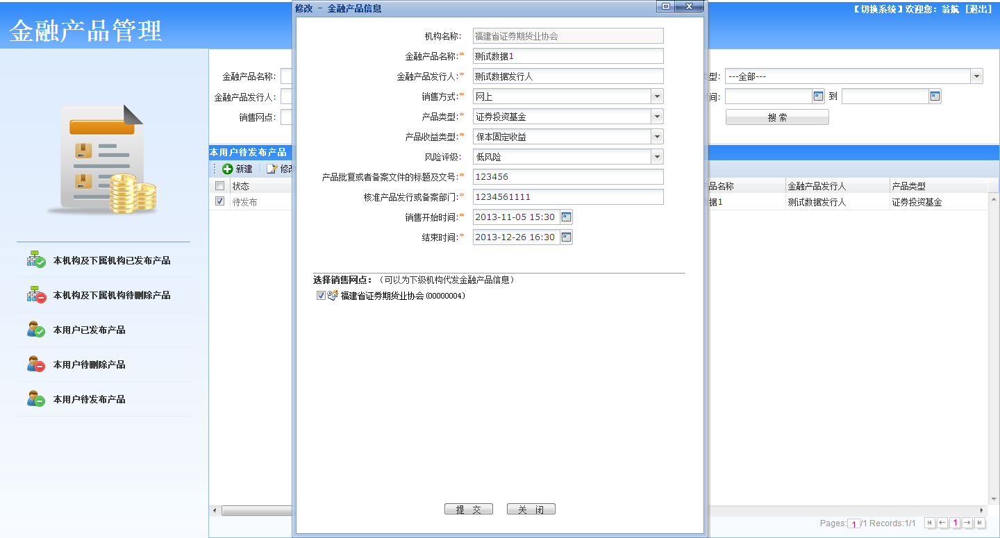 修改 - 金融产品信息
【切换系统】欢迎您：翁航 [退出]
金融产品管理
机构名称:
福建省证券期货业协会
金融产品名称:*
测试数据1
金融产品发行人:*
测试数据发行人
销售方式:*
网上
产品类型:*
证券投资基金
产品收益类型:*
保本固定收益
风险评级:
低风险
产品批复或者备案文件的标题及文号:*
123456
核准产品发行或备案部门:*
1234561111
销售开始时间:*
2013-11-05 15:30
结束时间:*
2013-12-26 16:30
选择销售网点：（可以为下级机构代发金融产品信息）
福建省证券期货业协会(00000004)
提 交
关 闭
金融产品名称:
型:
---全部---
金融产品发行人:
间:
到
销售网点:
搜 索
本用户待发布产品
新建
修改
状态
品名称
金融产品发行人
产品类型
待发布
据1
测试数据发行人
证券投资基金
本机构及下属机构已发布产品
本机构及下属机构待删除产品
本用户已发布产品
本用户待删除产品
本用户待发布产品
Pages: 1 /1 Records:1/1
1